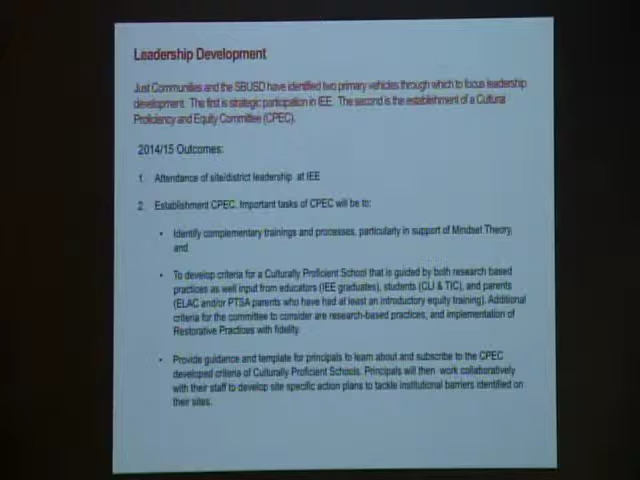 Leadership Development
Just Communities and the SBUSD have identified two primary vehicles through which to focus leadership
development. The first is strategic participation in IEE. The second is the establishment of a Cultural
Proficiency and Equity Committee (CPEC).
2014/15 Outcomes:
1. Attendance of site/district leadership at IEE
2. Establishment CPEC. Important tasks of CPEC will be to:
• Identify complementary trainings and processes, particularly in support of Mindset Theory,
and
• To develop criteria for a Culturally Proficient School that is guided by both research based
practices as well input from educators (IEE graduates), students (CLI & TIC), and parents
(ELAC and/or PTSA parents who have had at least an introductory equity training). Additional
criteria for the committee to consider are research-based practices, and implementation of
Restorative Practices with fidelity.
• Provide guidance and template for principals to learn about and subscribe to the CPEC
developed criteria of Culturally Proficient Schools. Principals will then work collaboratively
with their staff to develop site specific action plans to tackle institutional barriers identified on
their sites.